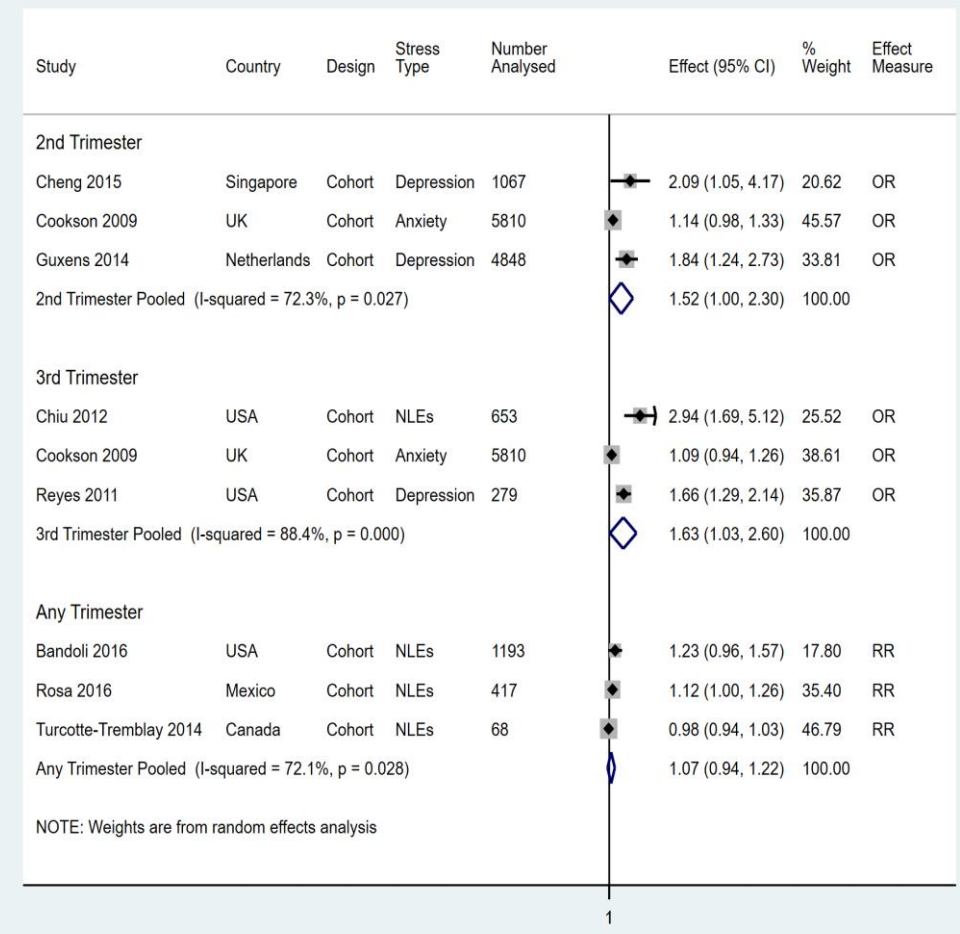 Study Country Design Stress Type Number Analysed Effect (95% CI) % Weight Effect Measure
2nd Trimester
Cheng 2015 Singapore Cohort Depression 1067 2.09 (1.05, 4.17) 20.62 OR
Cookson 2009 UK Cohort Anxiety 5810 1.14 (0.98, 1.33) 45.57 OR
Guxens 2014 Netherlands Cohort Depression 4848 1.84 (1.24, 2.73) 33.81 OR
2nd Trimester Pooled (I-squared = 72.3%, p = 0.027) 1.52 (1.00, 2.30) 100.00
3rd Trimester
Chiu 2012 USA Cohort NLEs 653 2.94 (1.69, 5.12) 25.52 OR
Cookson 2009 UK Cohort Anxiety 5810 1.09 (0.94, 1.26) 38.61 OR
Reyes 2011 USA Cohort Depression 279 1.66 (1.29, 2.14) 35.87 OR
3rd Trimester Pooled (I-squared = 88.4%, p = 0.000) 1.63 (1.03, 2.60) 100.00
Any Trimester
Bandoli 2016 USA Cohort NLEs 1193 1.23 (0.96, 1.57) 17.80 RR
Rosa 2016 Mexico Cohort NLEs 417 1.12 (1.00, 1.26) 35.40 RR
Turcotte-Tremblay 2014 Canada Cohort NLEs 68 0.98 (0.94, 1.03) 46.79 RR
Any Trimester Pooled (I-squared = 72.1%, p = 0.028) 1.07 (0.94, 1.22) 100.00
NOTE: Weights are from random effects analysis
1